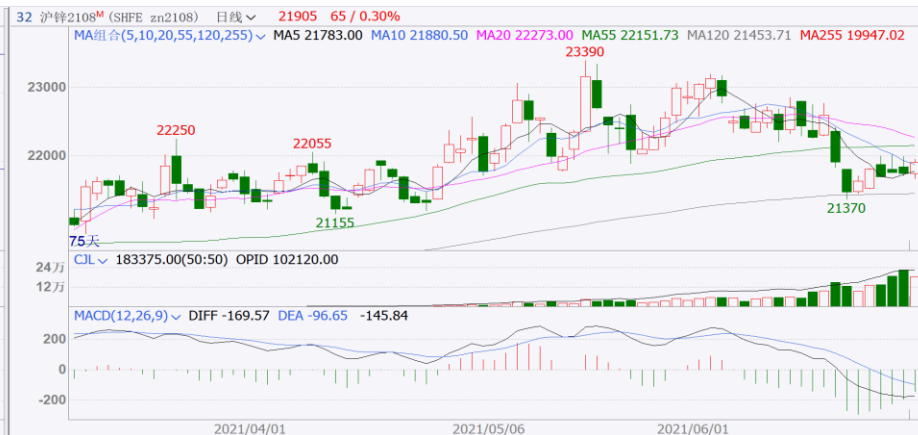 32 沪锌2108M (SHFE zn2108) 日线 21905 65 / 0.30%
MA组合(5,10,20,55,120,255) MA5 21783.00 MA10 21880.50 MA20 22273.00 MA55 22151.73 MA120 21453.71 MA255 19947.02
23390
23000
22250
22055
22000
21155
21370
75天
CJL 183375.00(50:50) OPID 102120.00
24万
12万
MACD(12,26,9) DIFF -169.57 DEA -96.65 -145.84
200
0
-200
2021/04/01 2021/05/06 2021/06/01